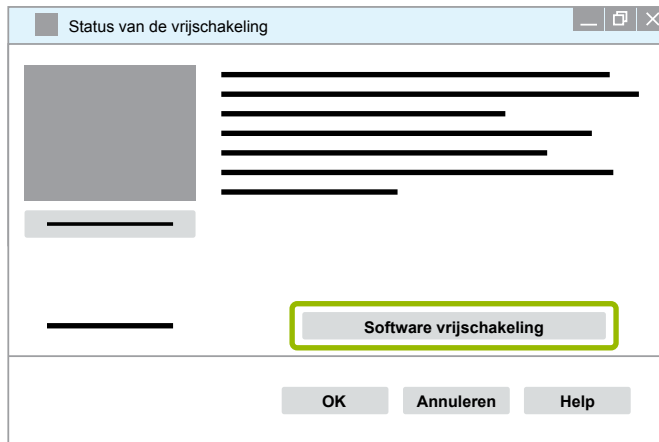 Status van de vrijschakeling
Software vrijschakeling
OK Annuleren Help